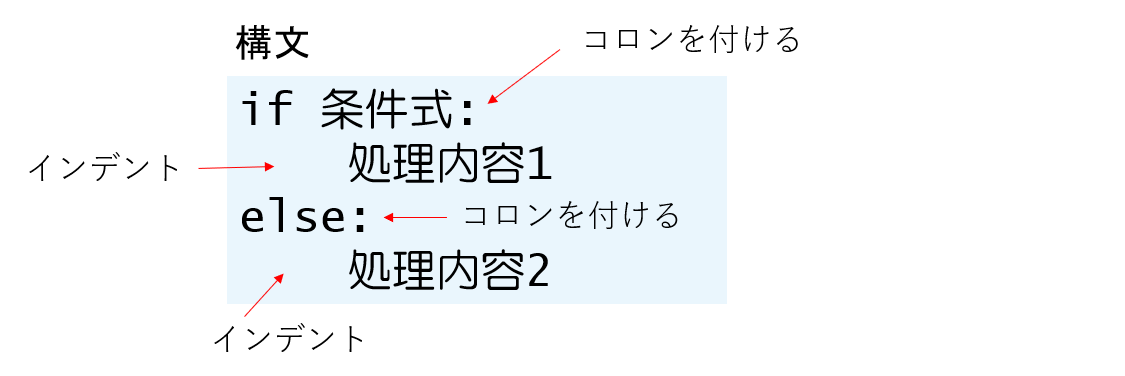 構文
コロンを付ける
if 条件式:
インデント
処理内容1
else:
コロンを付ける
処理内容2
インデント